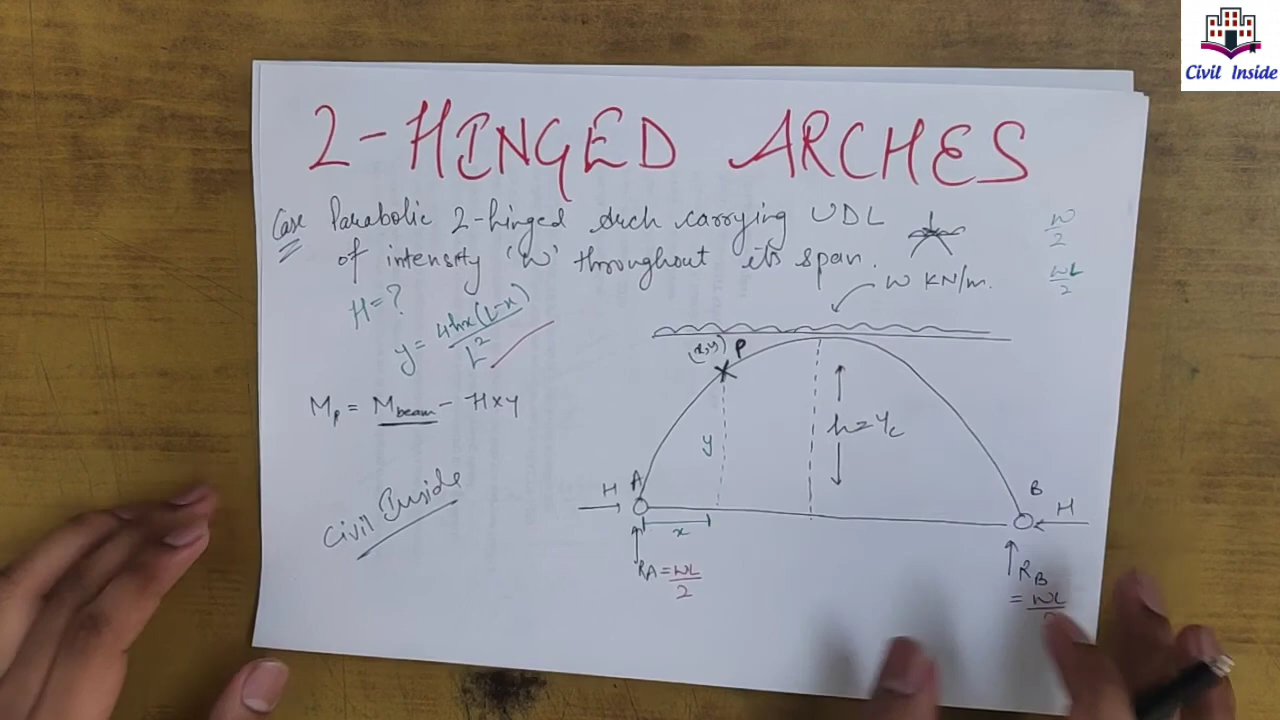 Civil Inside
2-HINGED ARCHES
Case Parabolic 2-hinged Arch carrying UDL
of intensity 'W' throughout its span.
H=?
y = 4hx(L-x)
L²
W
2
WL
2
W KN/m.
(x,y) P
Mp = Mbeam - H×y
h=yc
y
Civil Inside
H
A
B
H
x
RA = WL
2
RB
= WL